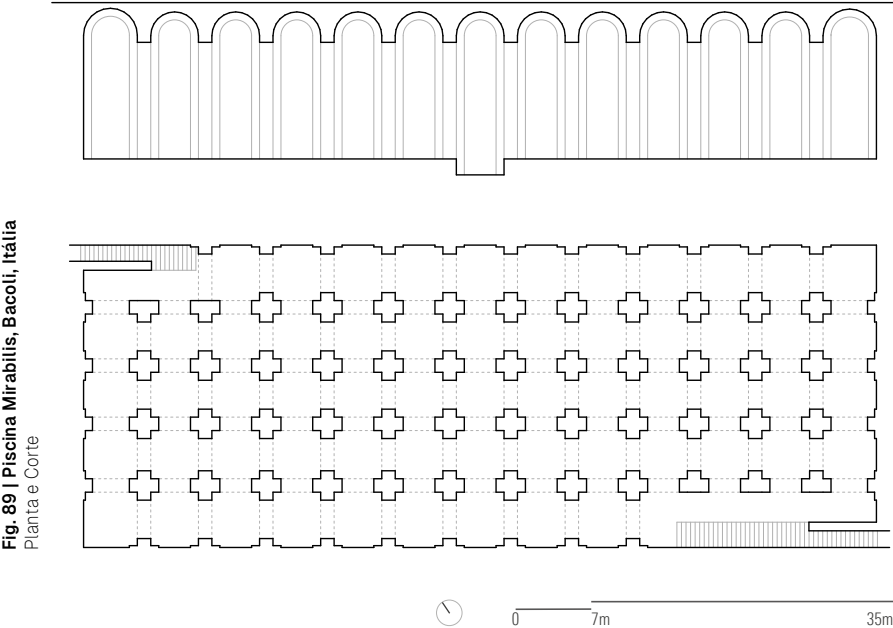 Fig. 89 | Piscina Mirabilis, Bacoli, Itália
Planta e Corte
0 7m 35m